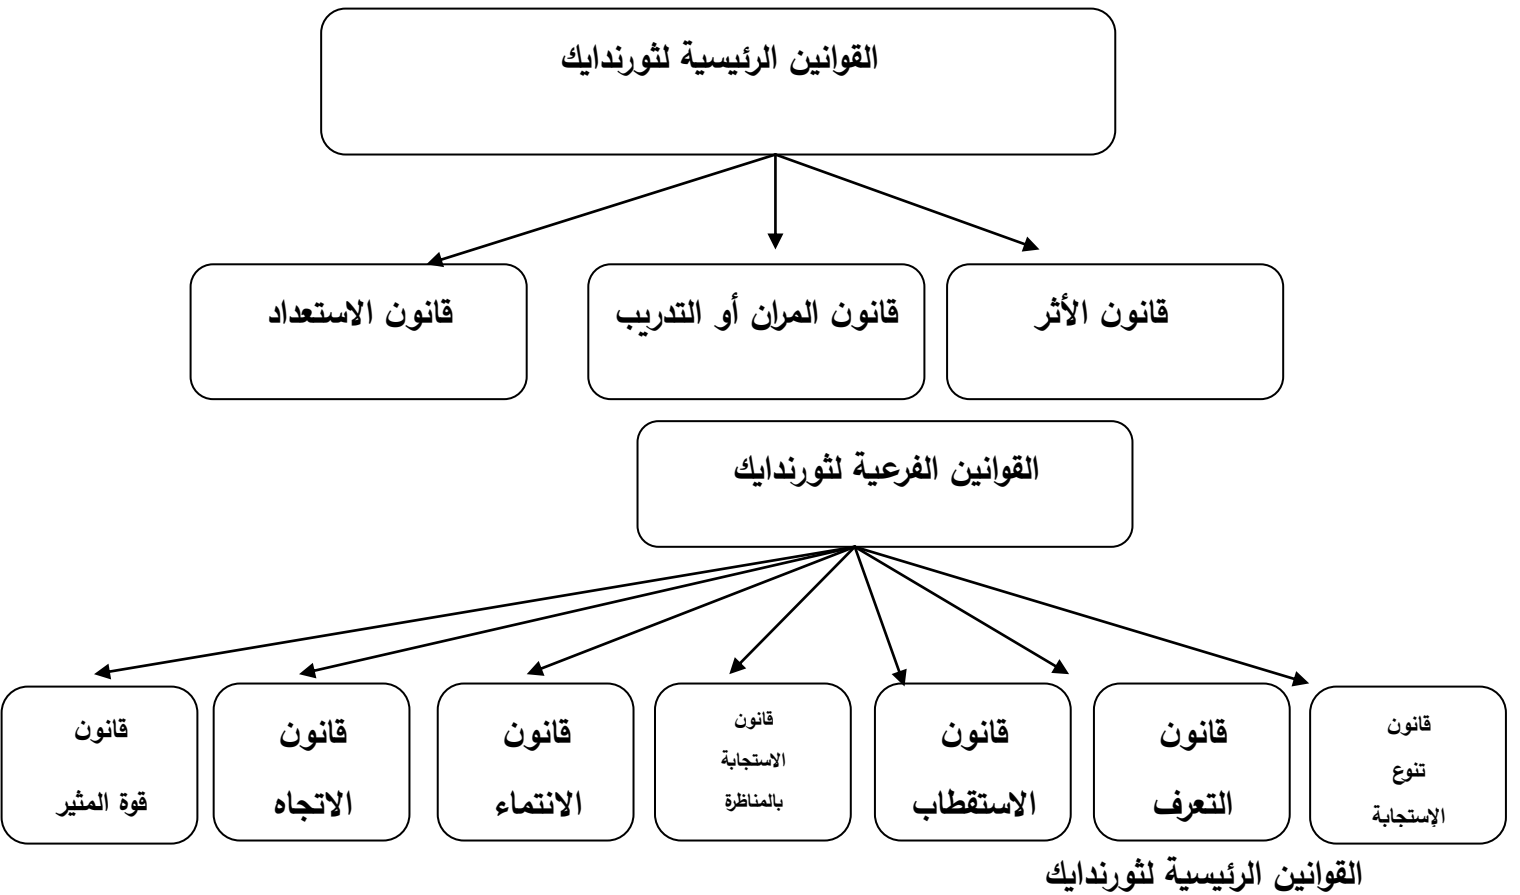 القوانين الرئيسية لثورندايك
قانون الأثر
قانون المران أو التدريب
قانون الاستعداد
القوانين الفرعية لثورندايك
قانون
تنوع
الإستجابة
قانون
التعرف
قانون
الاستقطاب
قانون
الاستجابة
بالمناظرة
قانون
الانتماء
قانون
الاتجاه
قانون
قوة المثير
القوانين الرئيسية لثورندايك